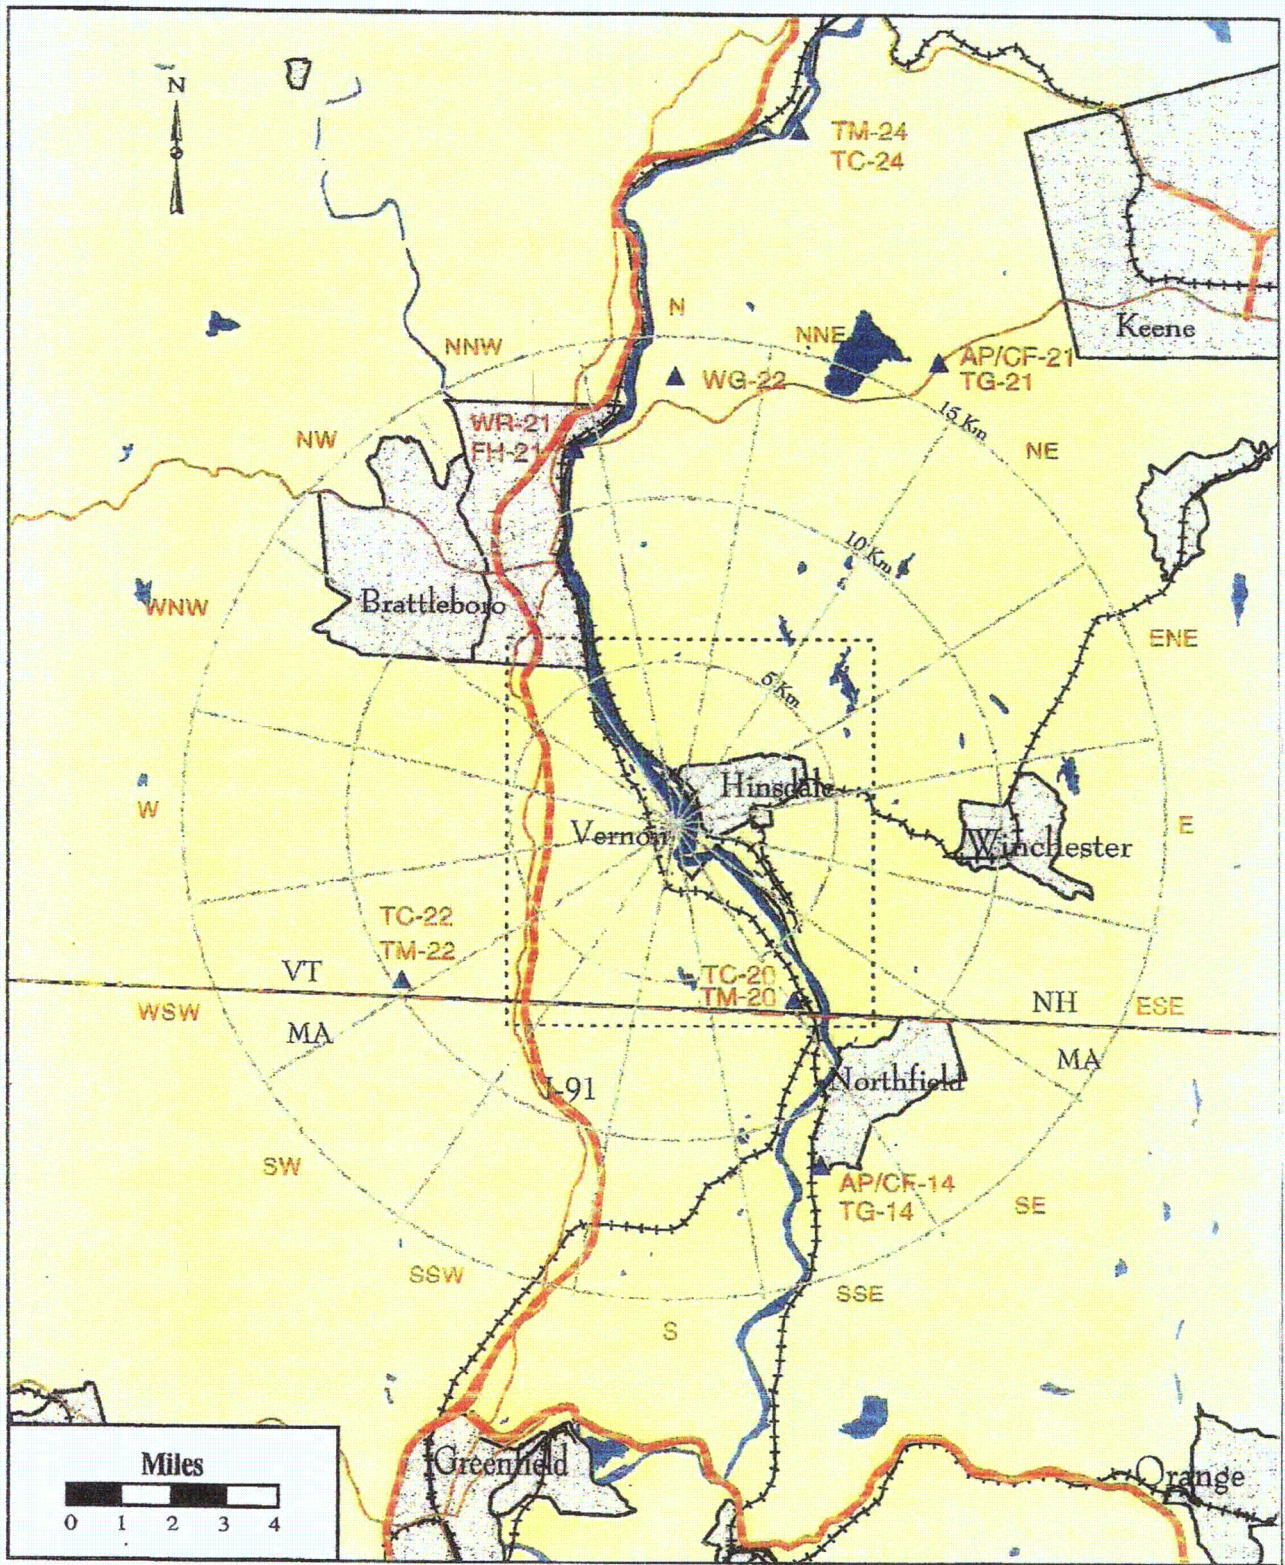 N
TM-24
TC-24
Keene
N
NNE
NNW
AP/CF-21
TG-21
WG-22
15 Km
WR-21
FH-21
NW
NE
10 Km
Brattleboro
WNW
ENE
5 Km
Hinsdale
W
Vernon
E
Winchester
TC-22
TM-22
VT
TC-20
TM-20
NH
ESE
WSW
MA
MA
Northfield
I-91
SW
AP/CF-14
TG-14
SE
SSW
SSE
S
Miles
0 1 2 3 4
Greenfield
Orange